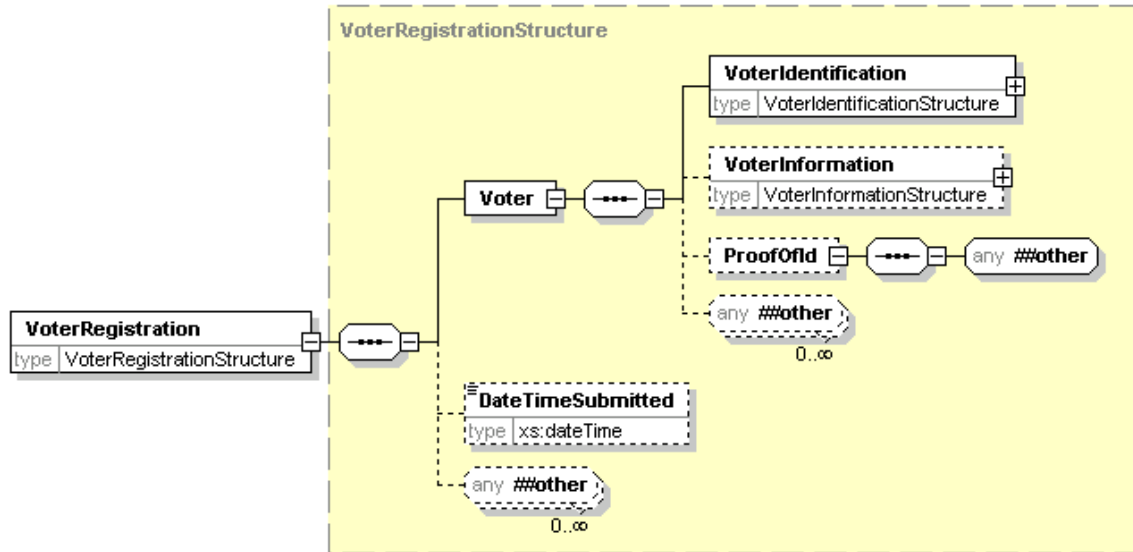 VoterRegistrationStructure
VoterIdentification
type VoterIdentificationStructure
VoterInformation
type VoterInformationStructure
Voter
ProofOfId
any ##other
any ##other
0..∞
VoterRegistration
type VoterRegistrationStructure
DateTimeSubmitted
type xs:dateTime
any ##other
0..∞